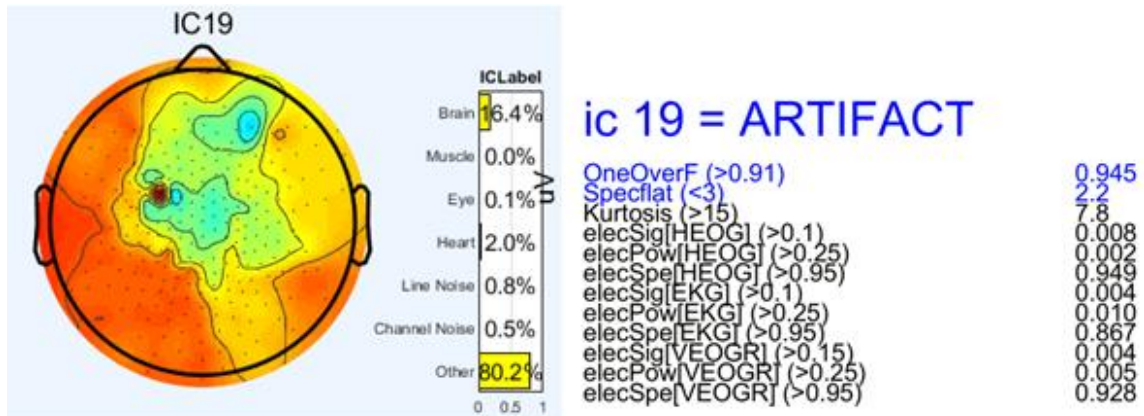 IC19
ICLabel
Brain 16.4%
Muscle 0.0%
Eye 0.1%
Heart 2.0%
Line Noise 0.8%
Channel Noise 0.5%
Other 80.2%
0 0.5 1
uV
ic 19 = ARTIFACT
OneOverF (>0.91) 0.945
Specflat (<3) 2.2
Kurtosis (>15) 7.8
elecSig[HEOG] (>0.1) 0.008
elecPow[HEOG] (>0.25) 0.002
elecSpe[HEOG] (>0.95) 0.949
elecSig[EKG] (>0.1) 0.004
elecPow[EKG] (>0.25) 0.010
elecSpe[EKG] (>0.95) 0.867
elecSig[VEOGR] (>0.15) 0.004
elecPow[VEOGR] (>0.25) 0.005
elecSpe[VEOGR] (>0.95) 0.928